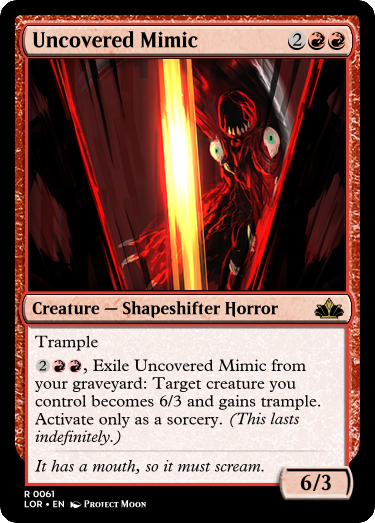 Uncovered Mimic 2
Creature — Shapeshifter Horror
Trample
2, Exile Uncovered Mimic from
your graveyard: Target creature you
control becomes 6/3 and gains trample.
Activate only as a sorcery. (This lasts
indefinitely.)
It has a mouth, so it must scream.
6/3
R 0061
LOR • EN Protect Moon